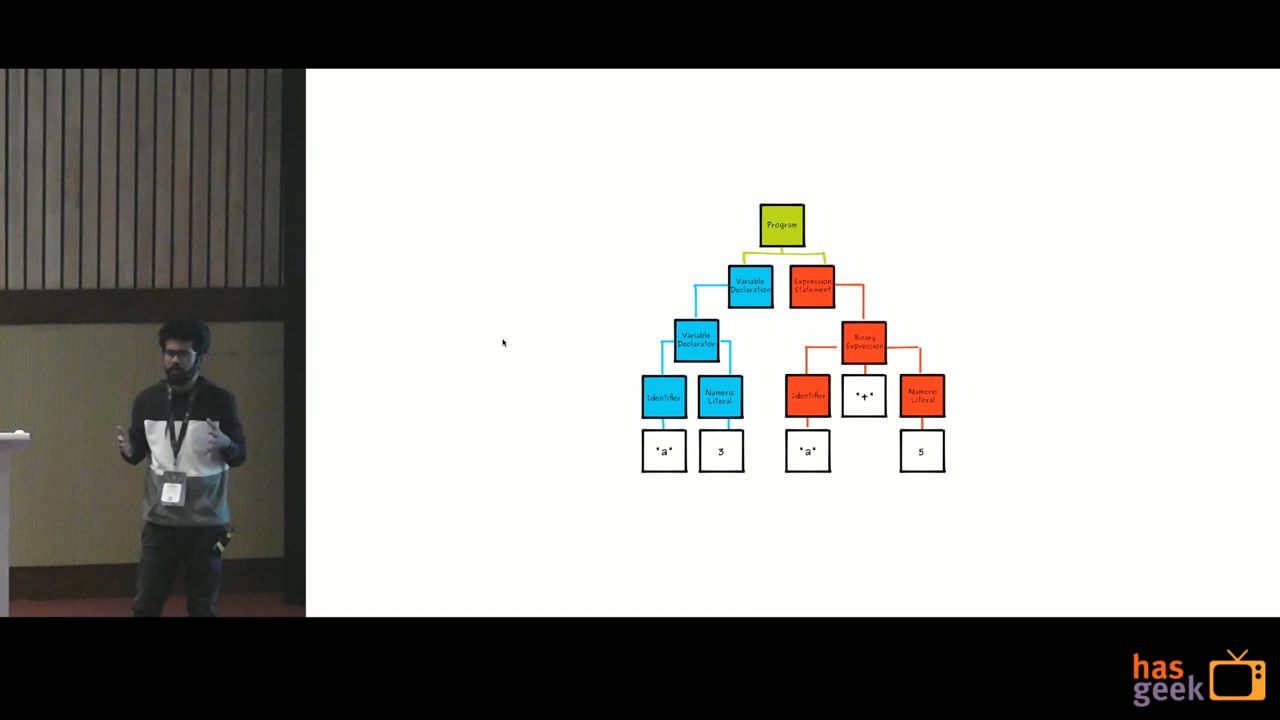 Program
Variable
Declaration
Expression
Statement
Variable
Declarator
Binary
Expression
Identifier
Numeric
Literal
Identifier
"+"
Numeric
Literal
"a"
3
"a"
5
has
geek